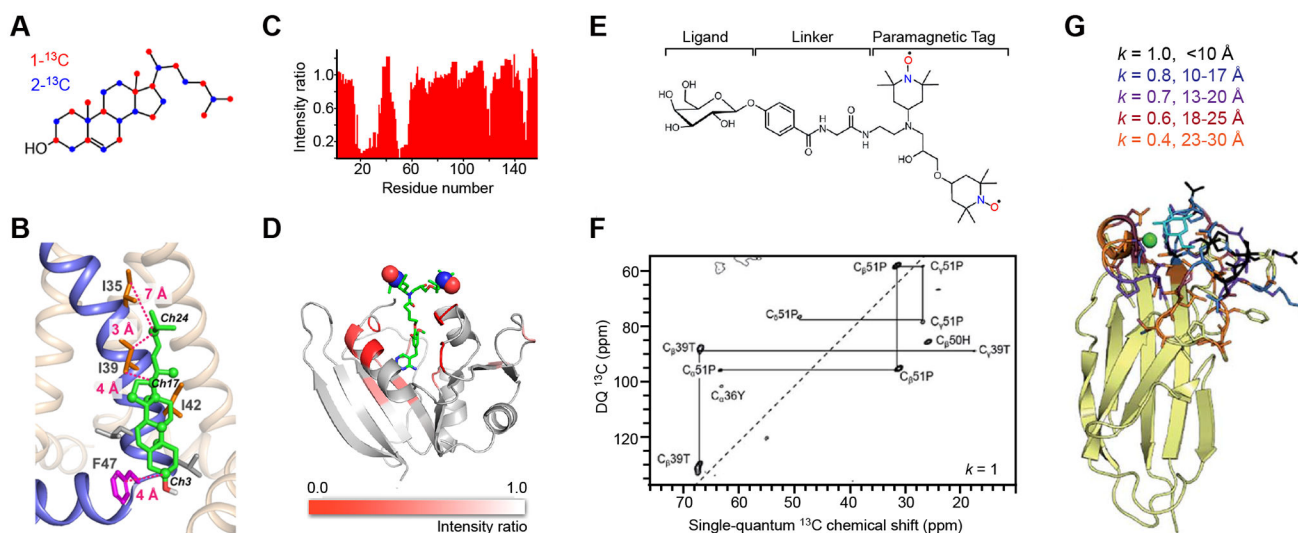 A
1-¹³C
2-¹³C
HO
B
I35
7 Å
Ch24
3 Å
I39
Ch17
4 Å
I42
F47
Ch3
4 Å
C
Intensity ratio
1.0
0.6
0.2
20 60 100 140
Residue number
D
0.0 1.0
Intensity ratio
E
Ligand Linker Paramagnetic Tag
O•
N
HO OH
O
HO
OH
OH
O
O
N
H
O
H
N
N
OH
O
N
O•
F
DQ ¹³C (ppm)
60
80
100
120
Cβ51P Cγ51P
Cδ51P Cγ51P
Cβ50H
Cβ39T Cγ39T
Cδ51P Cβ51P
Cα36Y
Cβ39T
k = 1
70 60 50 40 30 20
Single-quantum ¹³C chemical shift (ppm)
G
k = 1.0, <10 Å
k = 0.8, 10-17 Å
k = 0.7, 13-20 Å
k = 0.6, 18-25 Å
k = 0.4, 23-30 Å